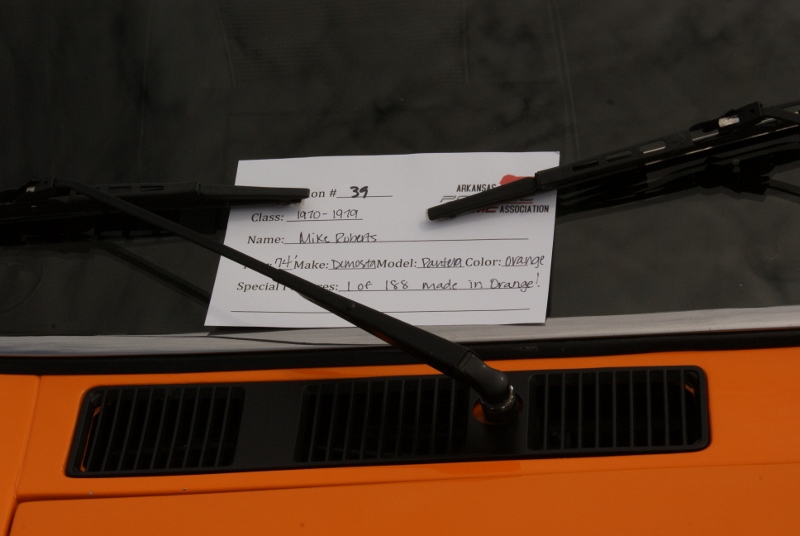 on # 39
ARKANSAS
ASSOCIATION
Class: 1970-1979
Name: Mike Roberts
74' Make: Demosta Model: Pantera Color: orange
Special res: 1 of 188 made in Orange!